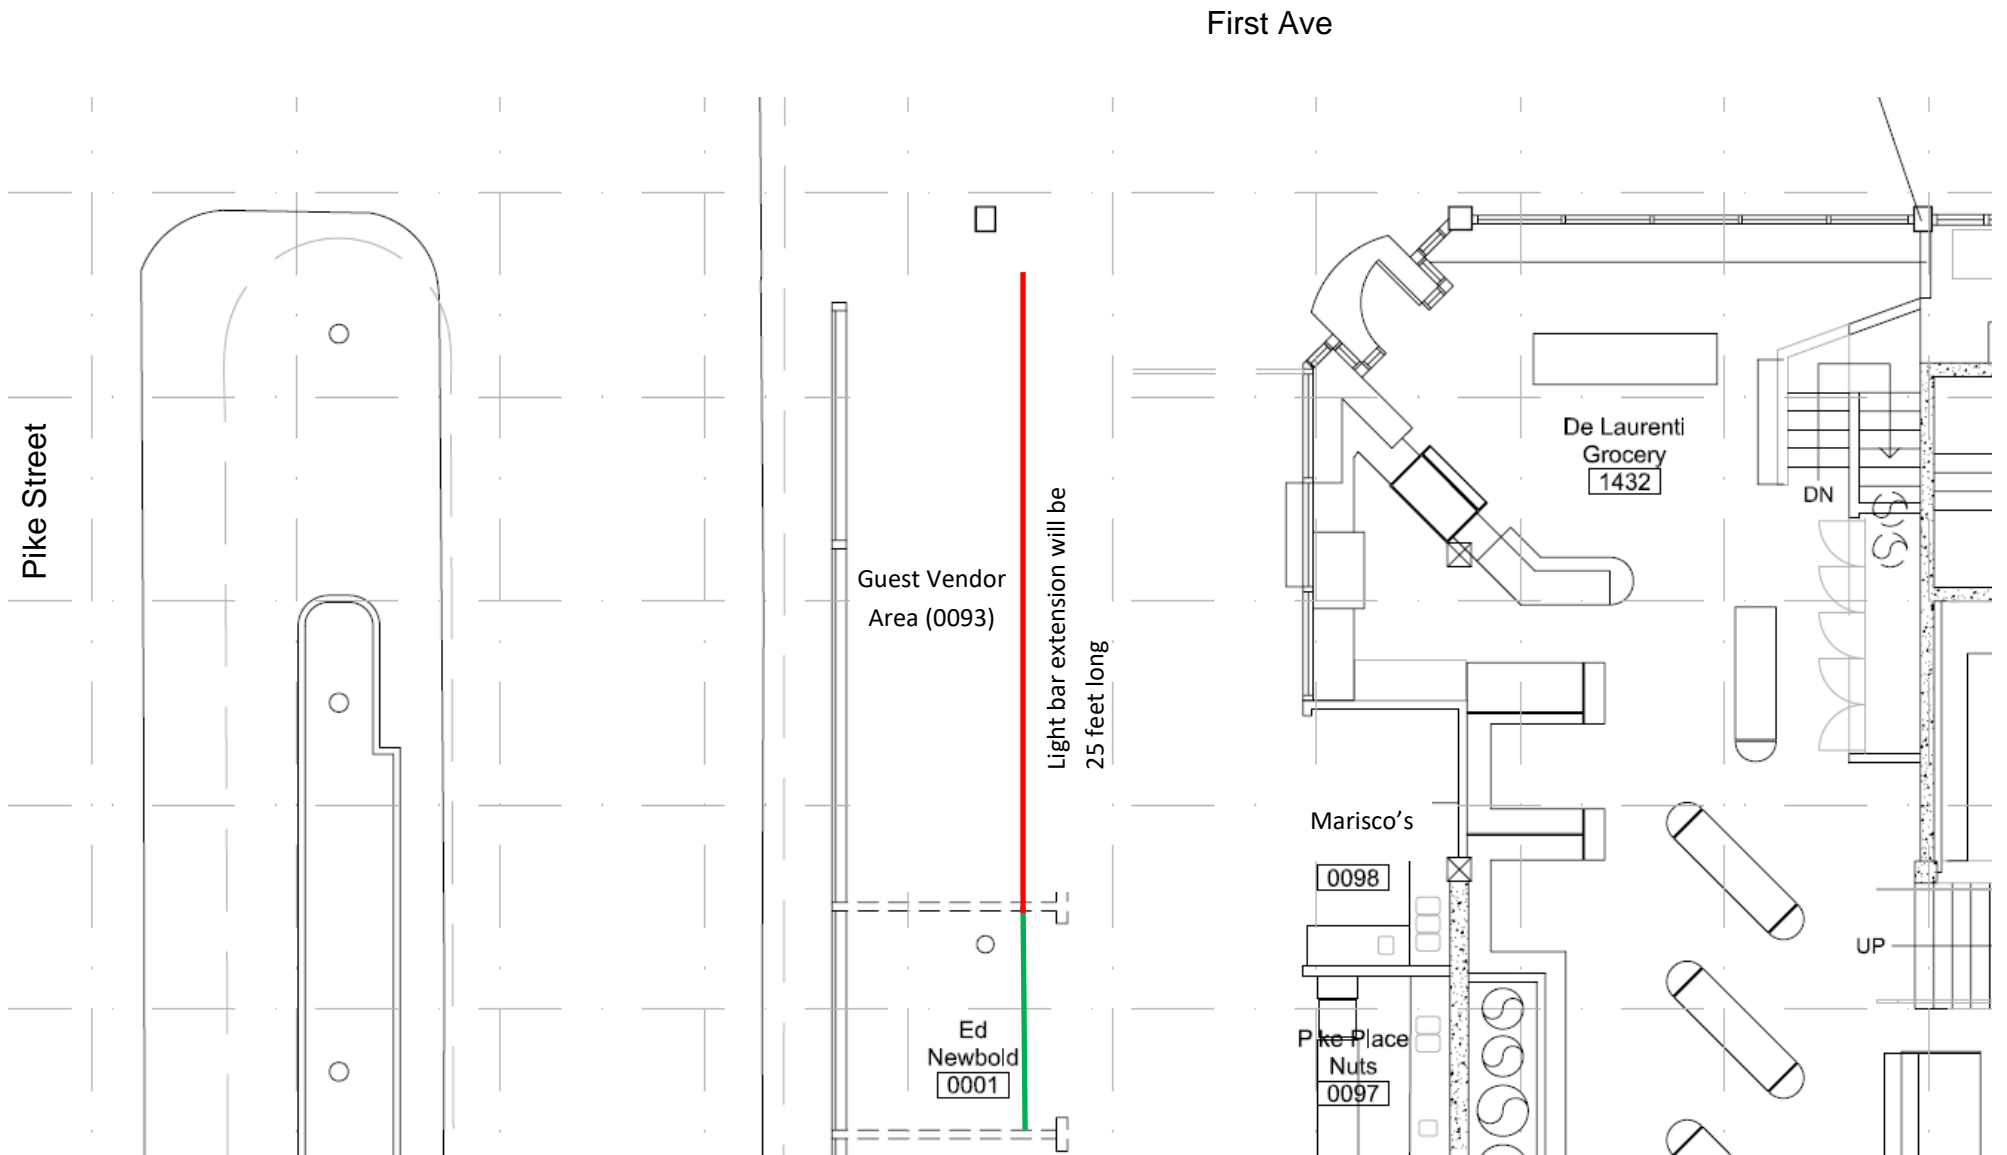 First Ave
Pike Street
De Laurenti
Grocery
1432
DN
Guest Vendor
Area (0093)
Light bar extension will be
25 feet long
Marisco’s
0098
UP
Ed
Newbold
0001
Pike Place
Nuts
0097